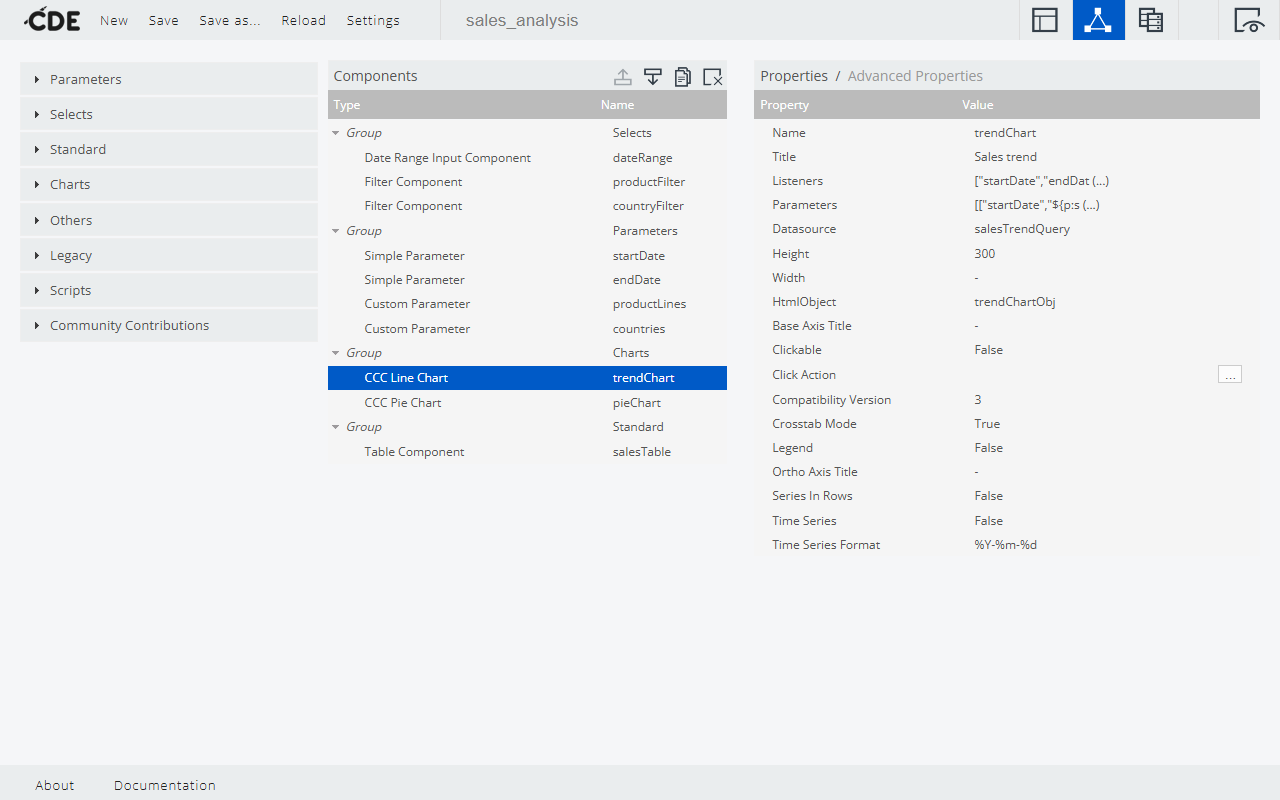 CDE New Save Save as... Reload Settings sales_analysis
Parameters
Selects
Standard
Charts
Others
Legacy
Scripts
Community Contributions
Components
Type Name
Group Selects
Date Range Input Component dateRange
Filter Component productFilter
Filter Component countryFilter
Group Parameters
Simple Parameter startDate
Simple Parameter endDate
Custom Parameter productLines
Custom Parameter countries
Group Charts
CCC Line Chart trendChart
CCC Pie Chart pieChart
Group Standard
Table Component salesTable
Properties / Advanced Properties
Property Value
Name trendChart
Title Sales trend
Listeners ["startDate","endDat (...)
Parameters [["startDate","${p:s (...)
Datasource salesTrendQuery
Height 300
Width -
HtmlObject trendChartObj
Base Axis Title -
Clickable False
Click Action ...
Compatibility Version 3
Crosstab Mode True
Legend False
Ortho Axis Title -
Series In Rows False
Time Series False
Time Series Format %Y-%m-%d
About Documentation